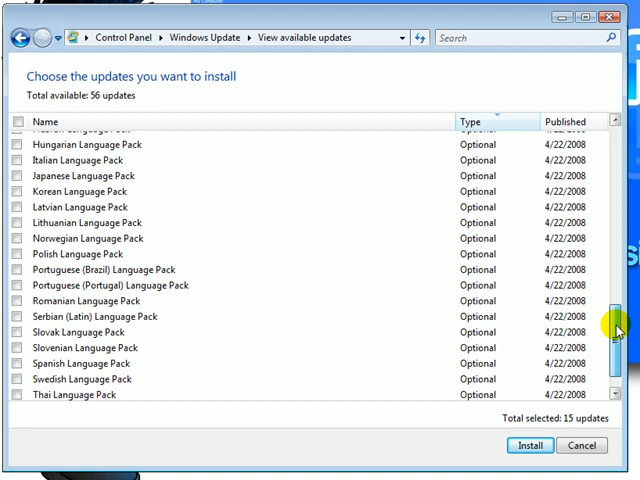 Control Panel ▸ Windows Update ▸ View available updates
Search
Choose the updates you want to install
Total available: 56 updates
Name Type Published
Hebrew Language Pack Optional 4/22/2008
Hungarian Language Pack Optional 4/22/2008
Italian Language Pack Optional 4/22/2008
Japanese Language Pack Optional 4/22/2008
Korean Language Pack Optional 4/22/2008
Latvian Language Pack Optional 4/22/2008
Lithuanian Language Pack Optional 4/22/2008
Norwegian Language Pack Optional 4/22/2008
Polish Language Pack Optional 4/22/2008
Portuguese (Brazil) Language Pack Optional 4/22/2008
Portuguese (Portugal) Language Pack Optional 4/22/2008
Romanian Language Pack Optional 4/22/2008
Serbian (Latin) Language Pack Optional 4/22/2008
Slovak Language Pack Optional 4/22/2008
Slovenian Language Pack Optional 4/22/2008
Spanish Language Pack Optional 4/22/2008
Swedish Language Pack Optional 4/22/2008
Thai Language Pack Optional 4/22/2008
Total selected: 15 updates
Install Cancel